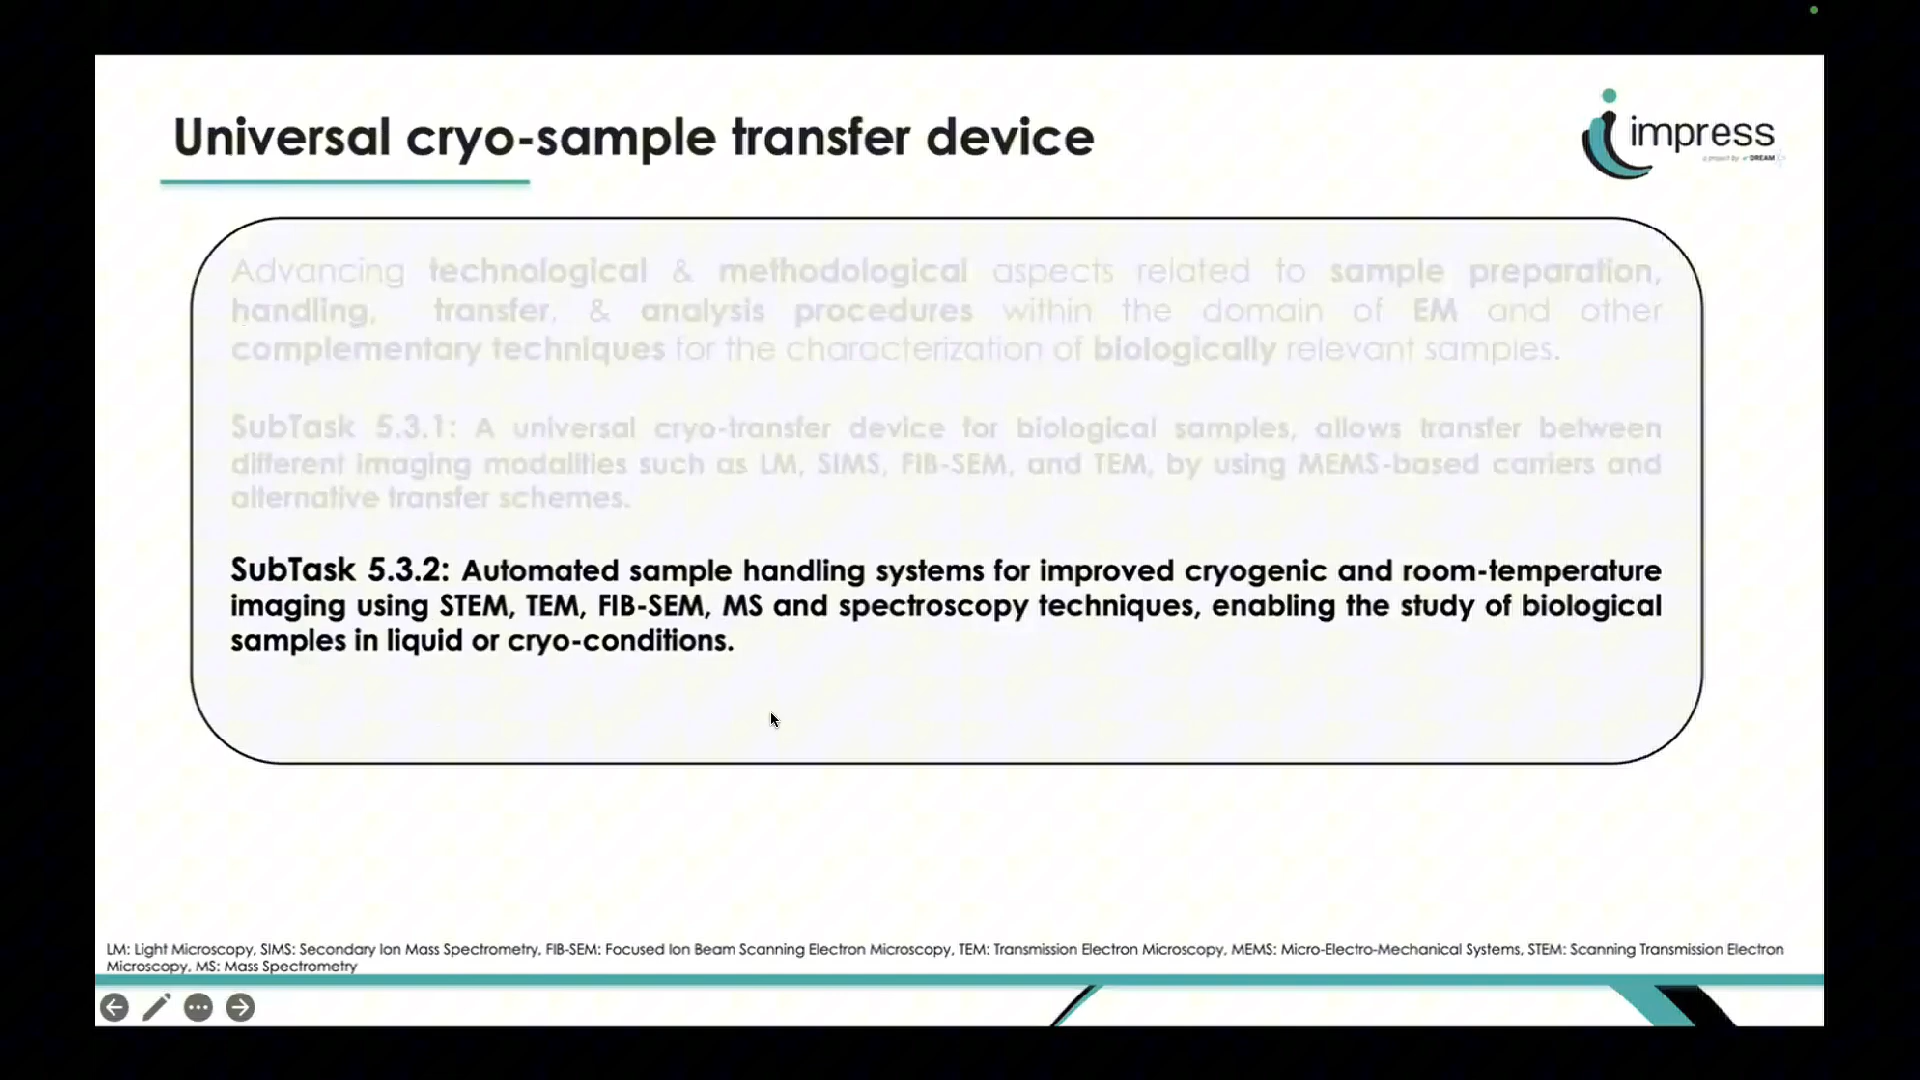 Universal cryo-sample transfer device
impress
a project by e-DREAM
Advancing technological & methodological aspects related to sample preparation,
handling, transfer, & analysis procedures within the domain of EM and other
complementary techniques for the characterization of biologically relevant samples.
SubTask 5.3.1: A universal cryo-transfer device for biological samples, allows transfer between
different imaging modalities such as LM, SIMS, FIB-SEM, and TEM, by using MEMS-based carriers and
alternative transfer schemes.
SubTask 5.3.2: Automated sample handling systems for improved cryogenic and room-temperature
imaging using STEM, TEM, FIB-SEM, MS and spectroscopy techniques, enabling the study of biological
samples in liquid or cryo-conditions.
LM: Light Microscopy, SIMS: Secondary Ion Mass Spectrometry, FIB-SEM: Focused Ion Beam Scanning Electron Microscopy, TEM: Transmission Electron Microscopy, MEMS: Micro-Electro-Mechanical Systems, STEM: Scanning Transmission Electron
Microscopy, MS: Mass Spectrometry